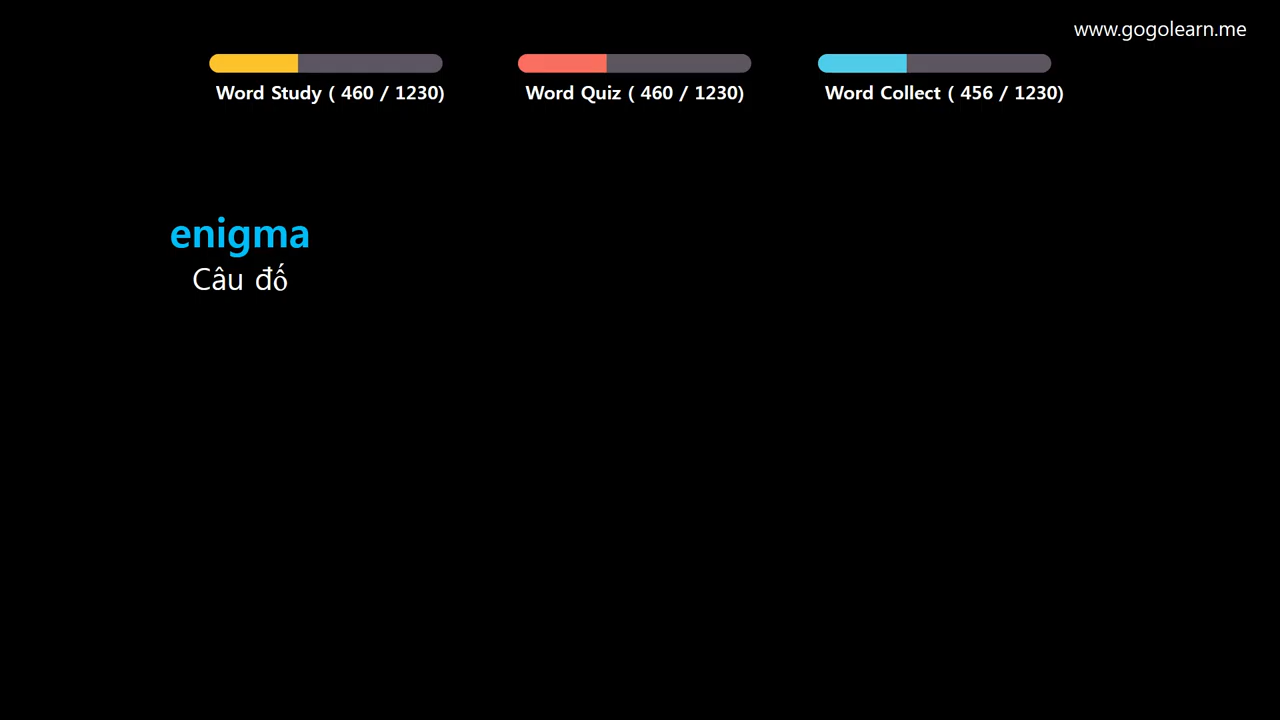 www.gogolearn.me
Word Study ( 460 / 1230)
Word Quiz ( 460 / 1230)
Word Collect ( 456 / 1230)
enigma
Câu đố